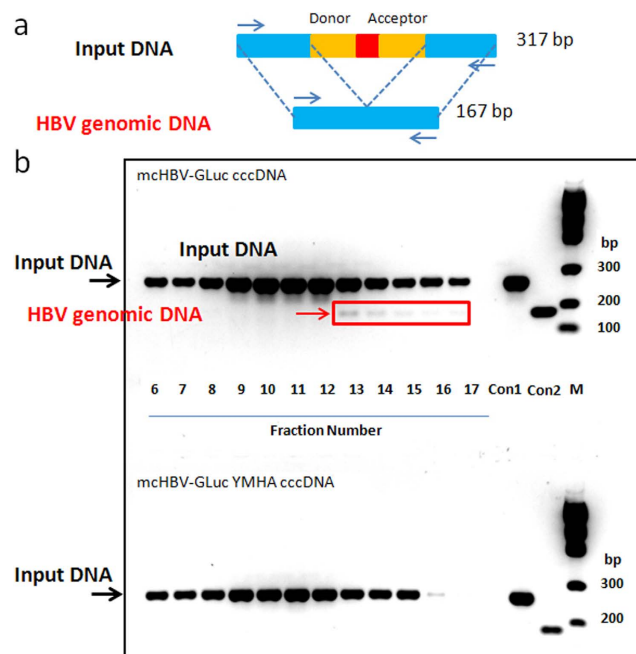 a
Donor Acceptor
Input DNA
317 bp
HBV genomic DNA
167 bp
b
mcHBV-GLuc cccDNA
Input DNA
Input DNA
bp
300
HBV genomic DNA
200
100
6 7 8 9 10 11 12 13 14 15 16 17 Con1 Con2 M
Fraction Number
mcHBV-GLuc YMHA cccDNA
bp
Input DNA
300
200